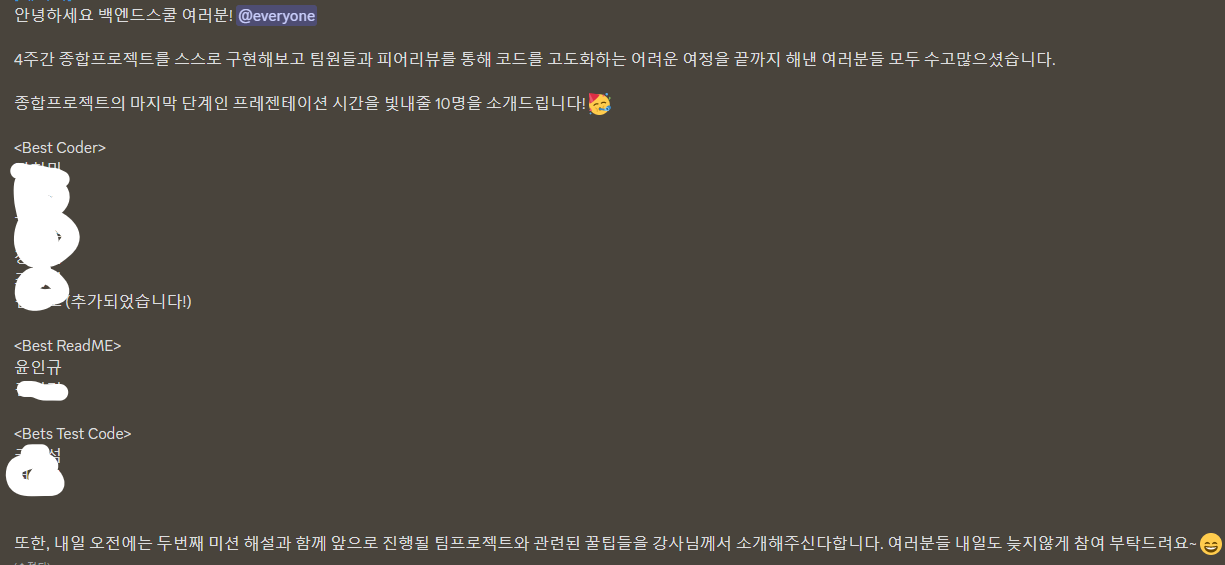 안녕하세요 백엔드스쿨 여러분! @everyone
4주간 종합프로젝트를 스스로 구현해보고 팀원들과 피어리뷰를 통해 코드를 고도화하는 어려운 여정을 끝까지 해낸 여러분들 모두 수고많으셨습니다.
종합프로젝트의 마지막 단계인 프레젠테이션 시간을 빛내줄 10명을 소개드립니다!
<Best Coder>
(추가되었습니다!)
<Best ReadME>
윤인규
<Bets Test Code>
또한, 내일 오전에는 두번째 미션 해설과 함께 앞으로 진행될 팀프로젝트와 관련된 꿀팁들을 강사님께서 소개해주신다합니다. 여러분들 내일도 늦지않게 참여 부탁드려요~